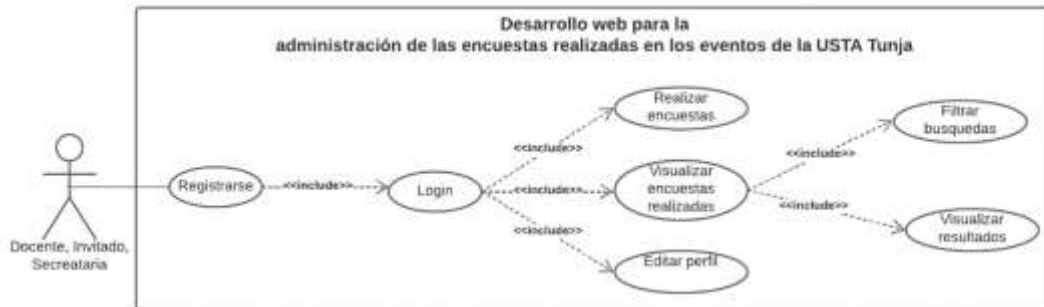 Desarrollo web para la
administración de las encuestas realizadas en los eventos de la USTA Tunja
Realizar
encuestas
Filtrar
busquedas
<<include>>
<<include>>
Registrarse
<<include>>
Login
<<include>>
Visualizar
encuestas
realizadas
<<include>>
Visualizar
resultados
<<include>>
Docente, Invitado,
Secreataria
Editar perfil